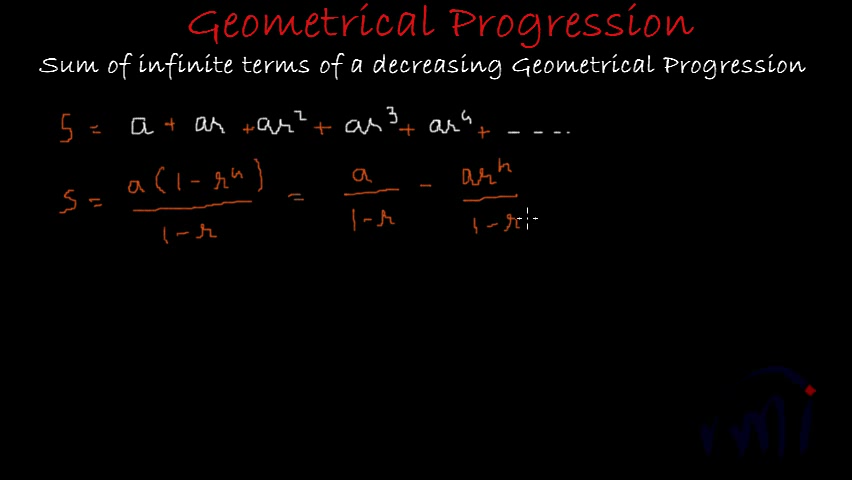 Geometrical Progression
Sum of infinite terms of a decreasing Geometrical Progression
S = a + ar + ar² + ar³ + ar⁴ + - - - ..
S = a(1-rⁿ)/1-r = a/1-r - arⁿ/1-r
rmi